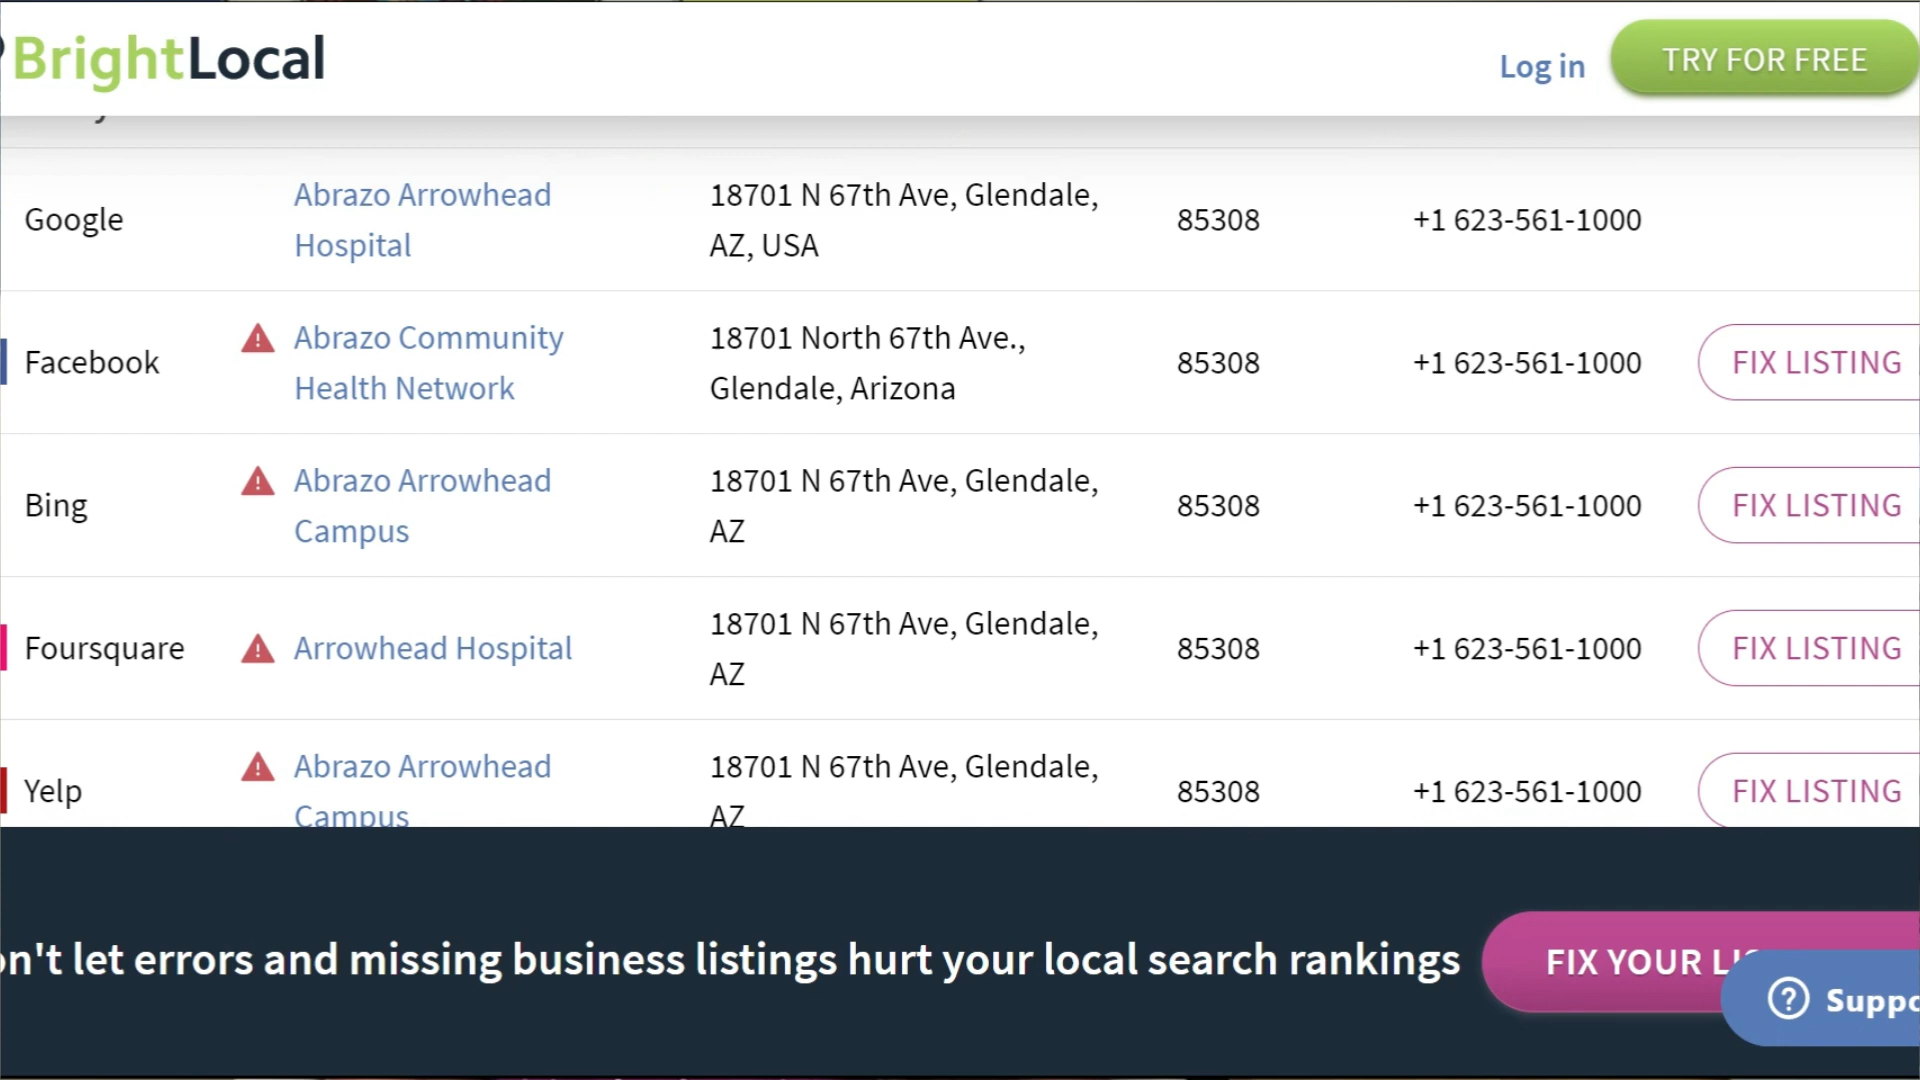 BrightLocal
Log in
TRY FOR FREE
Google
Abrazo Arrowhead
Hospital
18701 N 67th Ave, Glendale,
AZ, USA
85308
+1 623-561-1000
Facebook
Abrazo Community
Health Network
18701 North 67th Ave.,
Glendale, Arizona
85308
+1 623-561-1000
FIX LISTING
Bing
Abrazo Arrowhead
Campus
18701 N 67th Ave, Glendale,
AZ
85308
+1 623-561-1000
FIX LISTING
Foursquare
Arrowhead Hospital
18701 N 67th Ave, Glendale,
AZ
85308
+1 623-561-1000
FIX LISTING
Yelp
Abrazo Arrowhead
Campus
18701 N 67th Ave, Glendale,
AZ
85308
+1 623-561-1000
FIX LISTING
on't let errors and missing business listings hurt your local search rankings
FIX YOUR
Suppo